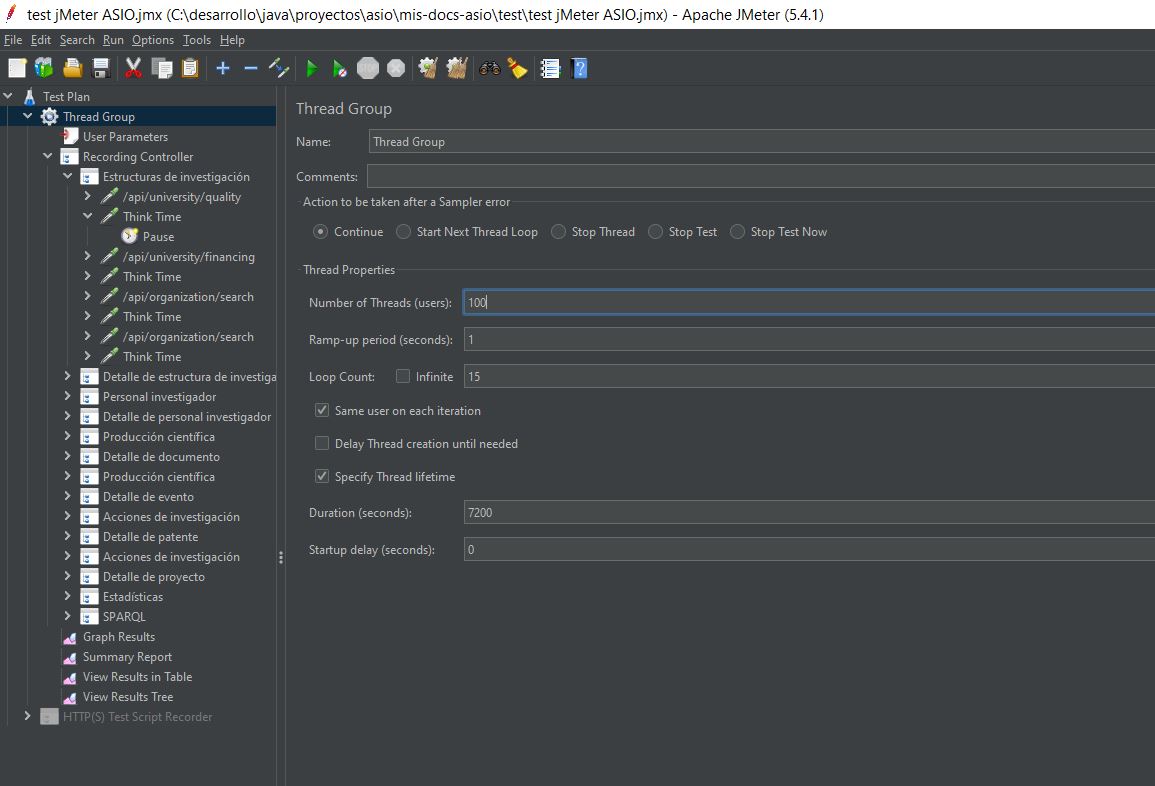 test jMeter ASIO.jmx (C:\desarrollo\java\proyectos\asio\mis-docs-asio\test\test jMeter ASIO.jmx) - Apache JMeter (5.4.1)
File Edit Search Run Options Tools Help
Test Plan
Thread Group
User Parameters
Recording Controller
Estructuras de investigación
/api/university/quality
Think Time
Pause
/api/university/financing
Think Time
/api/organization/search
Think Time
/api/organization/search
Think Time
Detalle de estructura de investiga
Personal investigador
Detalle de personal investigador
Producción científica
Detalle de documento
Producción científica
Detalle de evento
Acciones de investigación
Detalle de patente
Acciones de investigación
Detalle de proyecto
Estadísticas
SPARQL
Graph Results
Summary Report
View Results in Table
View Results Tree
HTTP(S) Test Script Recorder
Thread Group
Name: Thread Group
Comments:
Action to be taken after a Sampler error
Continue Start Next Thread Loop Stop Thread Stop Test Stop Test Now
Thread Properties
Number of Threads (users): 100
Ramp-up period (seconds): 1
Loop Count: Infinite 15
Same user on each iteration
Delay Thread creation until needed
Specify Thread lifetime
Duration (seconds): 7200
Startup delay (seconds): 0